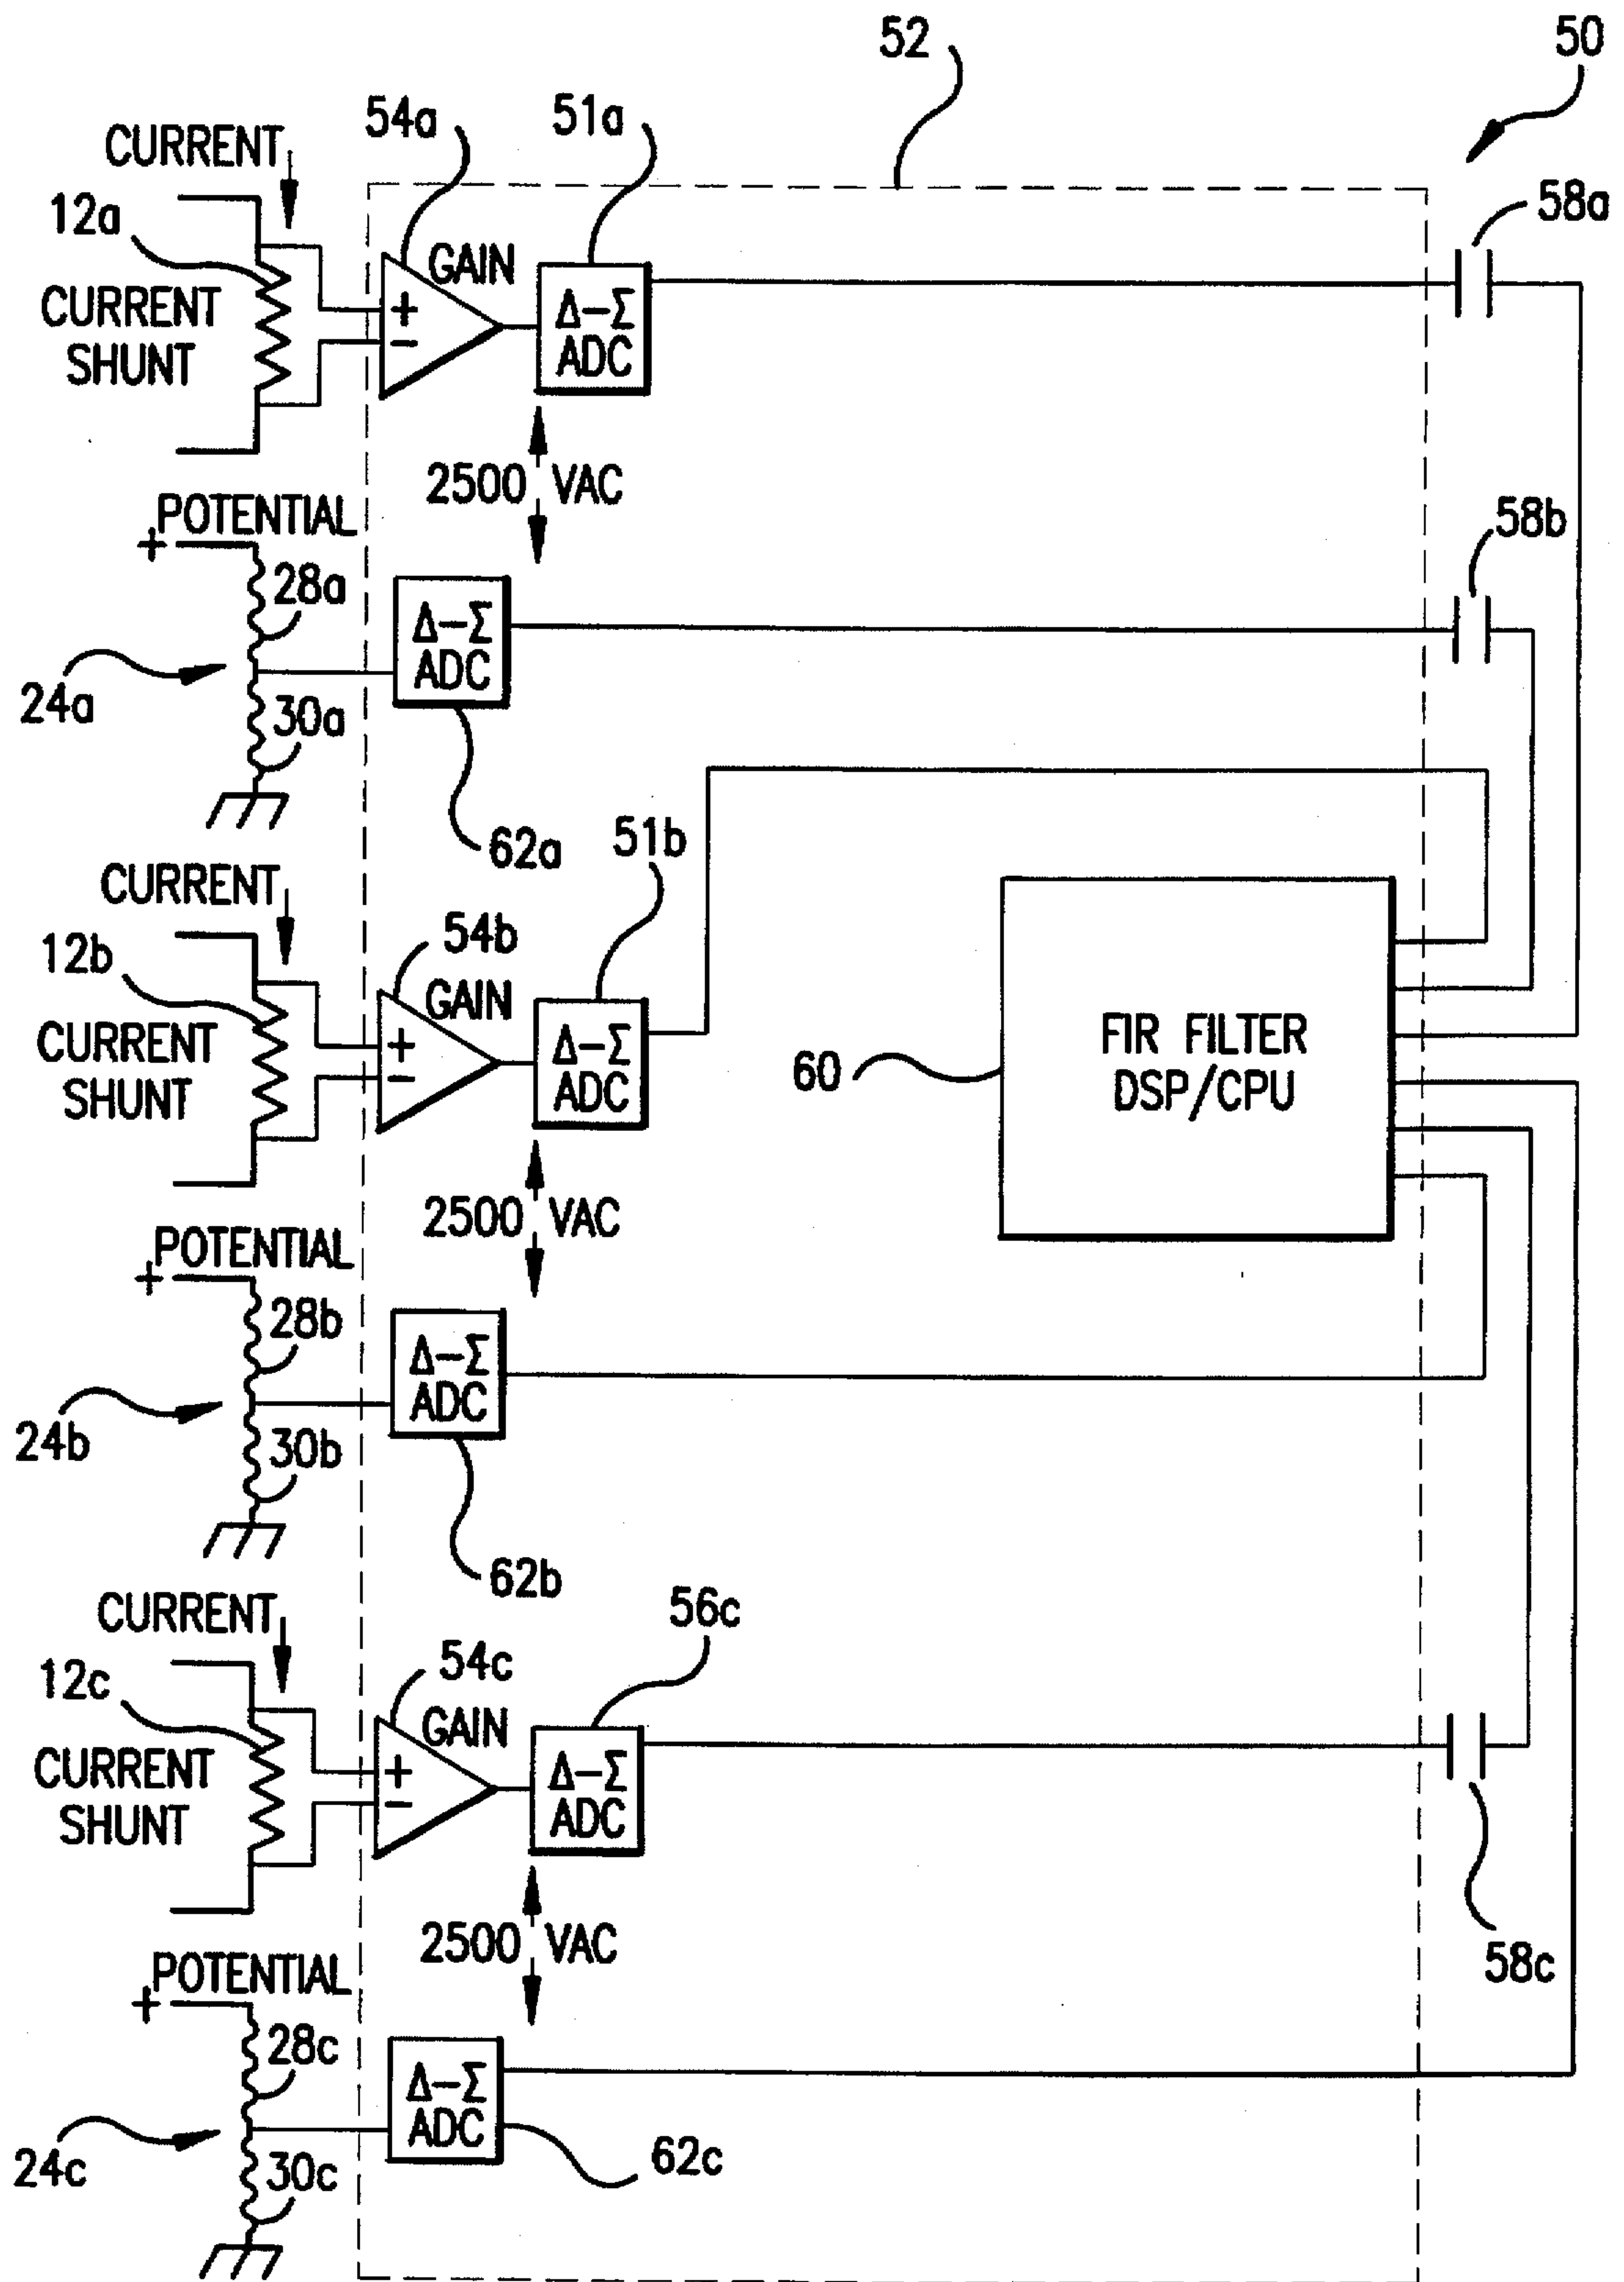 52
50
54a
51a
CURRENT
58a
12a
GAIN
+
−
CURRENT
SHUNT
Δ−Σ
ADC
2500 VAC
POTENTIAL
+
58b
28a
Δ−Σ
ADC
24a
30a
62a
51b
CURRENT
54b
12b
GAIN
+
−
CURRENT
SHUNT
Δ−Σ
ADC
FIR FILTER
DSP/CPU
60
2500 VAC
POTENTIAL
+
28b
Δ−Σ
ADC
24b
30b
62b
CURRENT
56c
54c
12c
GAIN
+
−
CURRENT
SHUNT
Δ−Σ
ADC
2500 VAC
58c
POTENTIAL
+
28c
Δ−Σ
ADC
24c
30c
62c